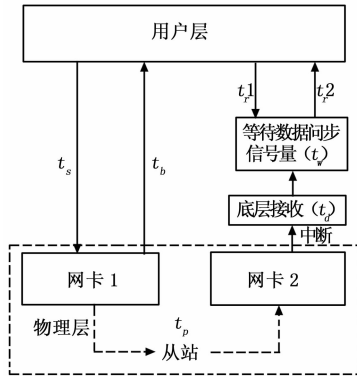 用户层
t_r1
t_r2
等待数据问步
信号量（t_w）
t_s
t_b
底层接收（t_d）
中断
网卡 1
网卡 2
物理层
t_p
从站